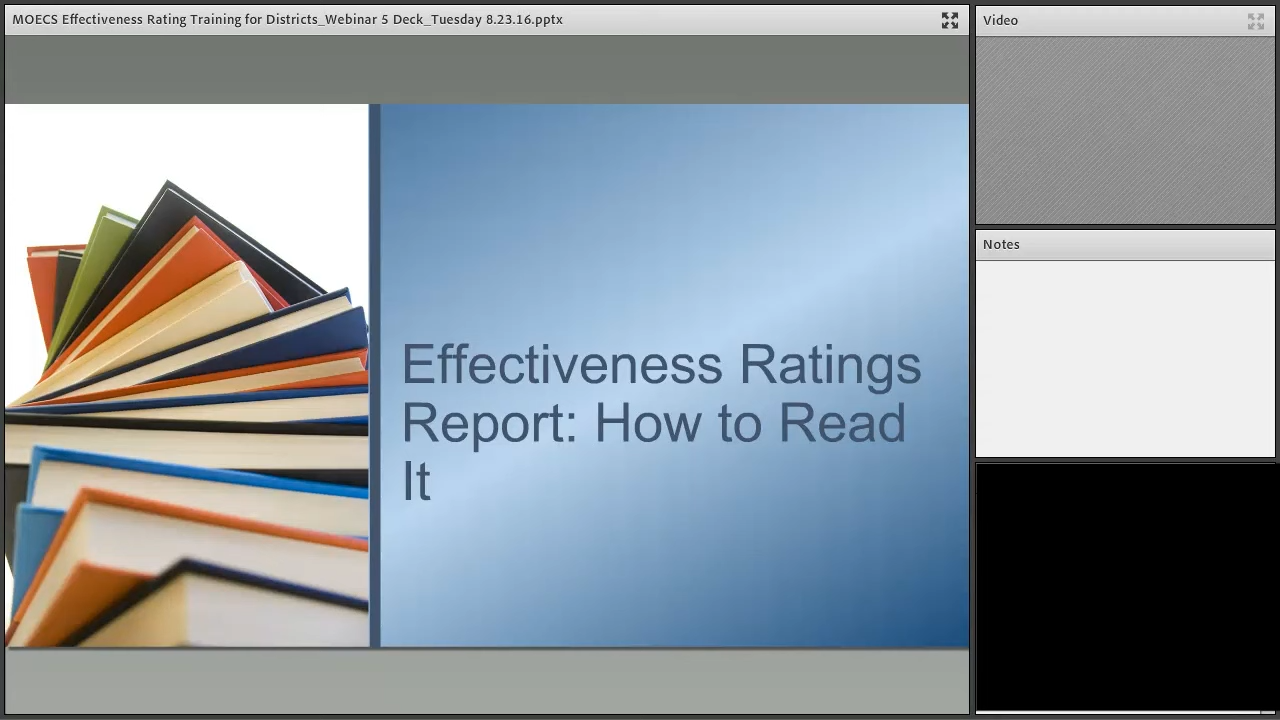 MOECS Effectiveness Rating Training for Districts_Webinar 5 Deck_Tuesday 8.23.16.pptx
Video
Notes
Effectiveness Ratings
Report: How to Read
It